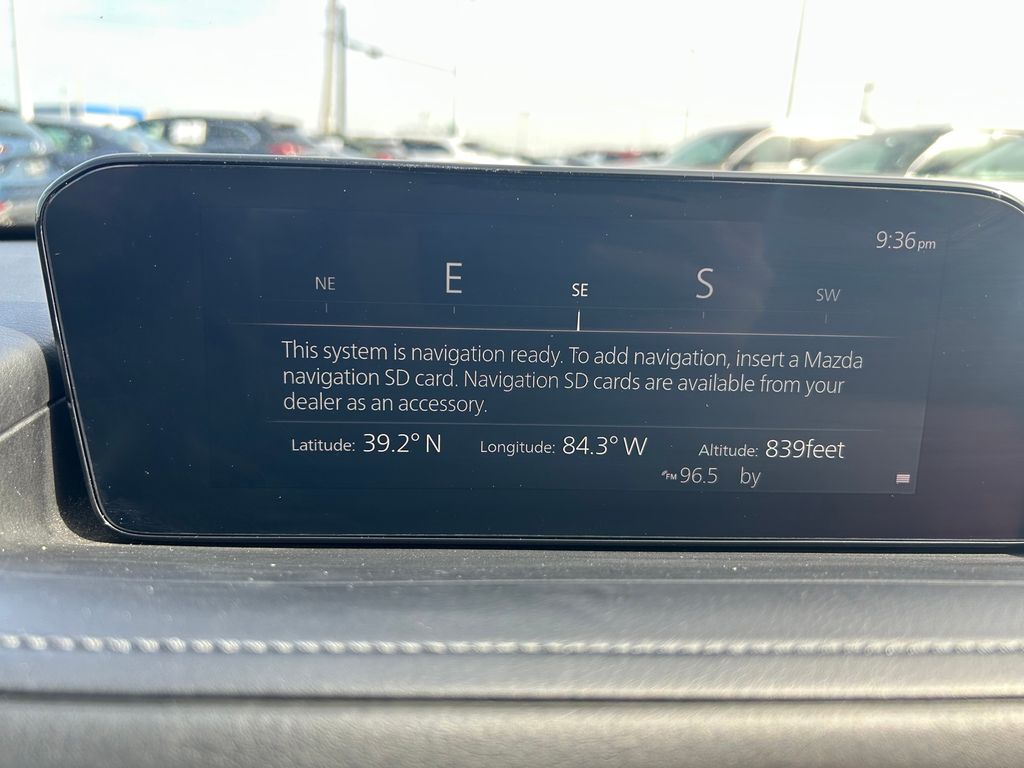 9:36pm
NE E SE S SW
This system is navigation ready. To add navigation, insert a Mazda
navigation SD card. Navigation SD cards are available from your
dealer as an accessory.
Latitude: 39.2° N Longitude: 84.3° W Altitude: 839feet
FM 96.5 by